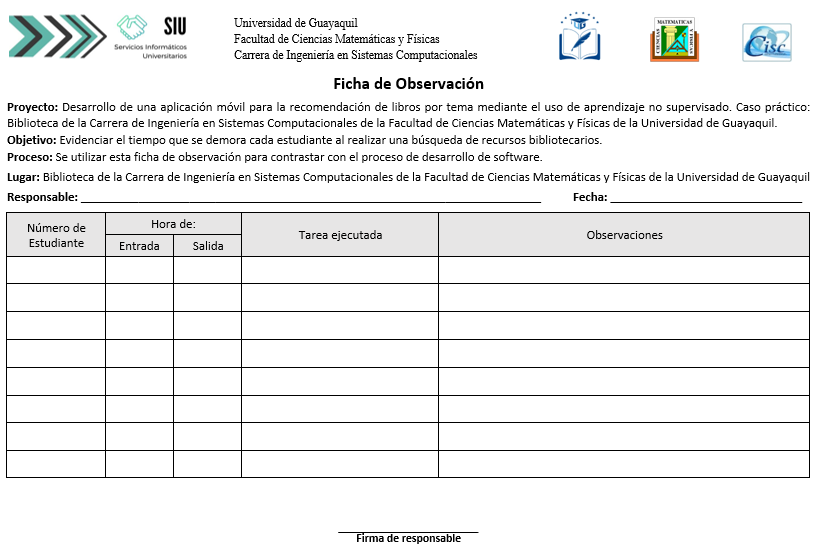 SIU
Servicios Informáticos
Universitarios
Universidad de Guayaquil
Facultad de Ciencias Matemáticas y Físicas
Carrera de Ingeniería en Sistemas Computacionales
MATEMATICAS
CIENCIAS
FISICAS
Cisc
Ficha de Observación
Proyecto: Desarrollo de una aplicación móvil para la recomendación de libros por tema mediante el uso de aprendizaje no supervisado. Caso práctico:
Biblioteca de la Carrera de Ingeniería en Sistemas Computacionales de la Facultad de Ciencias Matemáticas y Físicas de la Universidad de Guayaquil.
Objetivo: Evidenciar el tiempo que se demora cada estudiante al realizar una búsqueda de recursos bibliotecarios.
Proceso: Se utilizar esta ficha de observación para contrastar con el proceso de desarrollo de software.
Lugar: Biblioteca de la Carrera de Ingeniería en Sistemas Computacionales de la Facultad de Ciencias Matemáticas y Físicas de la Universidad de Guayaquil
Responsable: Fecha:
Número de
Estudiante
Hora de:
Entrada
Salida
Tarea ejecutada
Observaciones
Firma de responsable